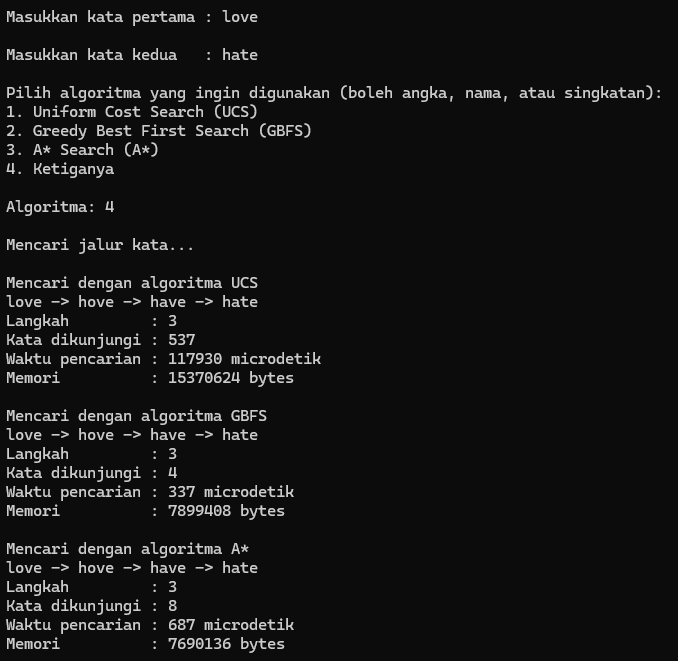 Masukkan kata pertama : love
Masukkan kata kedua   : hate
Pilih algoritma yang ingin digunakan (boleh angka, nama, atau singkatan):
1. Uniform Cost Search (UCS)
2. Greedy Best First Search (GBFS)
3. A* Search (A*)
4. Ketiganya
Algoritma: 4
Mencari jalur kata...
Mencari dengan algoritma UCS
love -> hove -> have -> hate
Langkah         : 3
Kata dikunjungi : 537
Waktu pencarian : 117930 microdetik
Memori          : 15370624 bytes
Mencari dengan algoritma GBFS
love -> hove -> have -> hate
Langkah         : 3
Kata dikunjungi : 4
Waktu pencarian : 337 microdetik
Memori          : 7899408 bytes
Mencari dengan algoritma A*
love -> hove -> have -> hate
Langkah         : 3
Kata dikunjungi : 8
Waktu pencarian : 687 microdetik
Memori          : 7690136 bytes